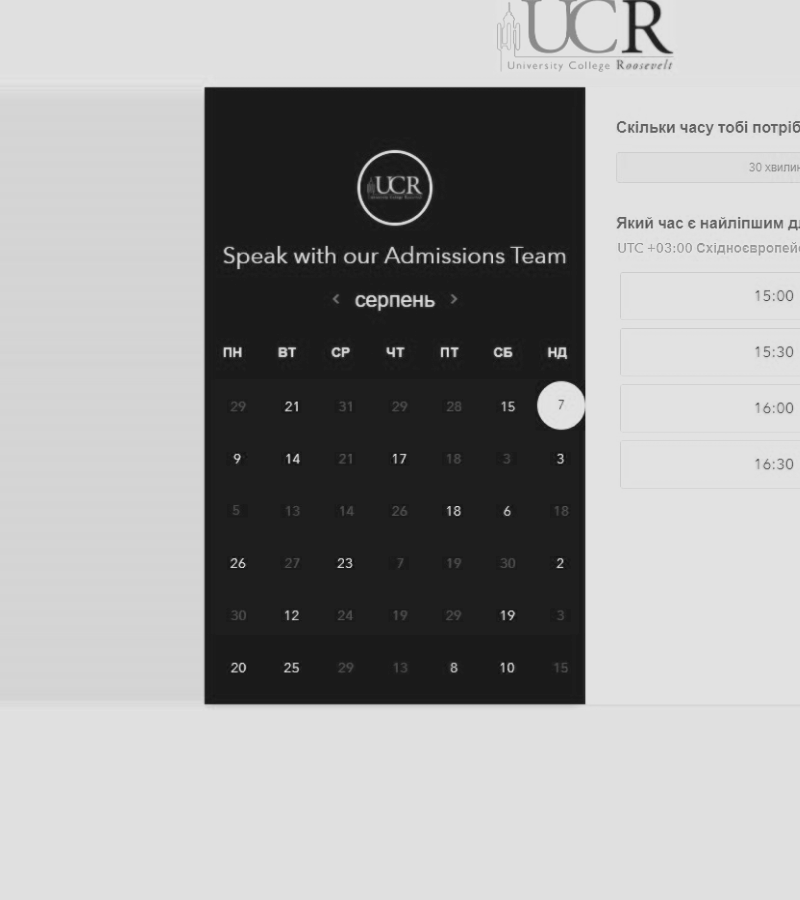 UCR
University College Roosevelt
UCR
Speak with our Admissions Team
серпень
ПН ВТ СР ЧТ ПТ СБ НД
29 21 31 29 28 15 7
9 14 21 17 18 3 3
5 13 14 26 18 6 18
26 27 23 7 19 30 2
30 12 24 19 29 19 3
20 25 29 13 8 10 15
Скільки часу тобі потріб
30 хвилин
Який час є найліпшим д
UTC +03:00 Східноєвропей
15:00
15:30
16:00
16:30